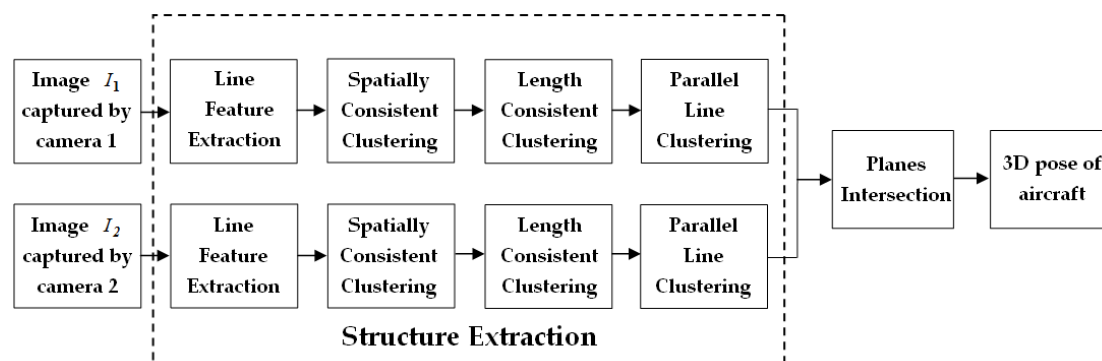 Image I₁
captured by
camera 1
Line
Feature
Extraction
Spatially
Consistent
Clustering
Length
Consistent
Clustering
Parallel
Line
Clustering
Image I₂
captured by
camera 2
Line
Feature
Extraction
Spatially
Consistent
Clustering
Length
Consistent
Clustering
Parallel
Line
Clustering
Planes
Intersection
3D pose of
aircraft
Structure Extraction